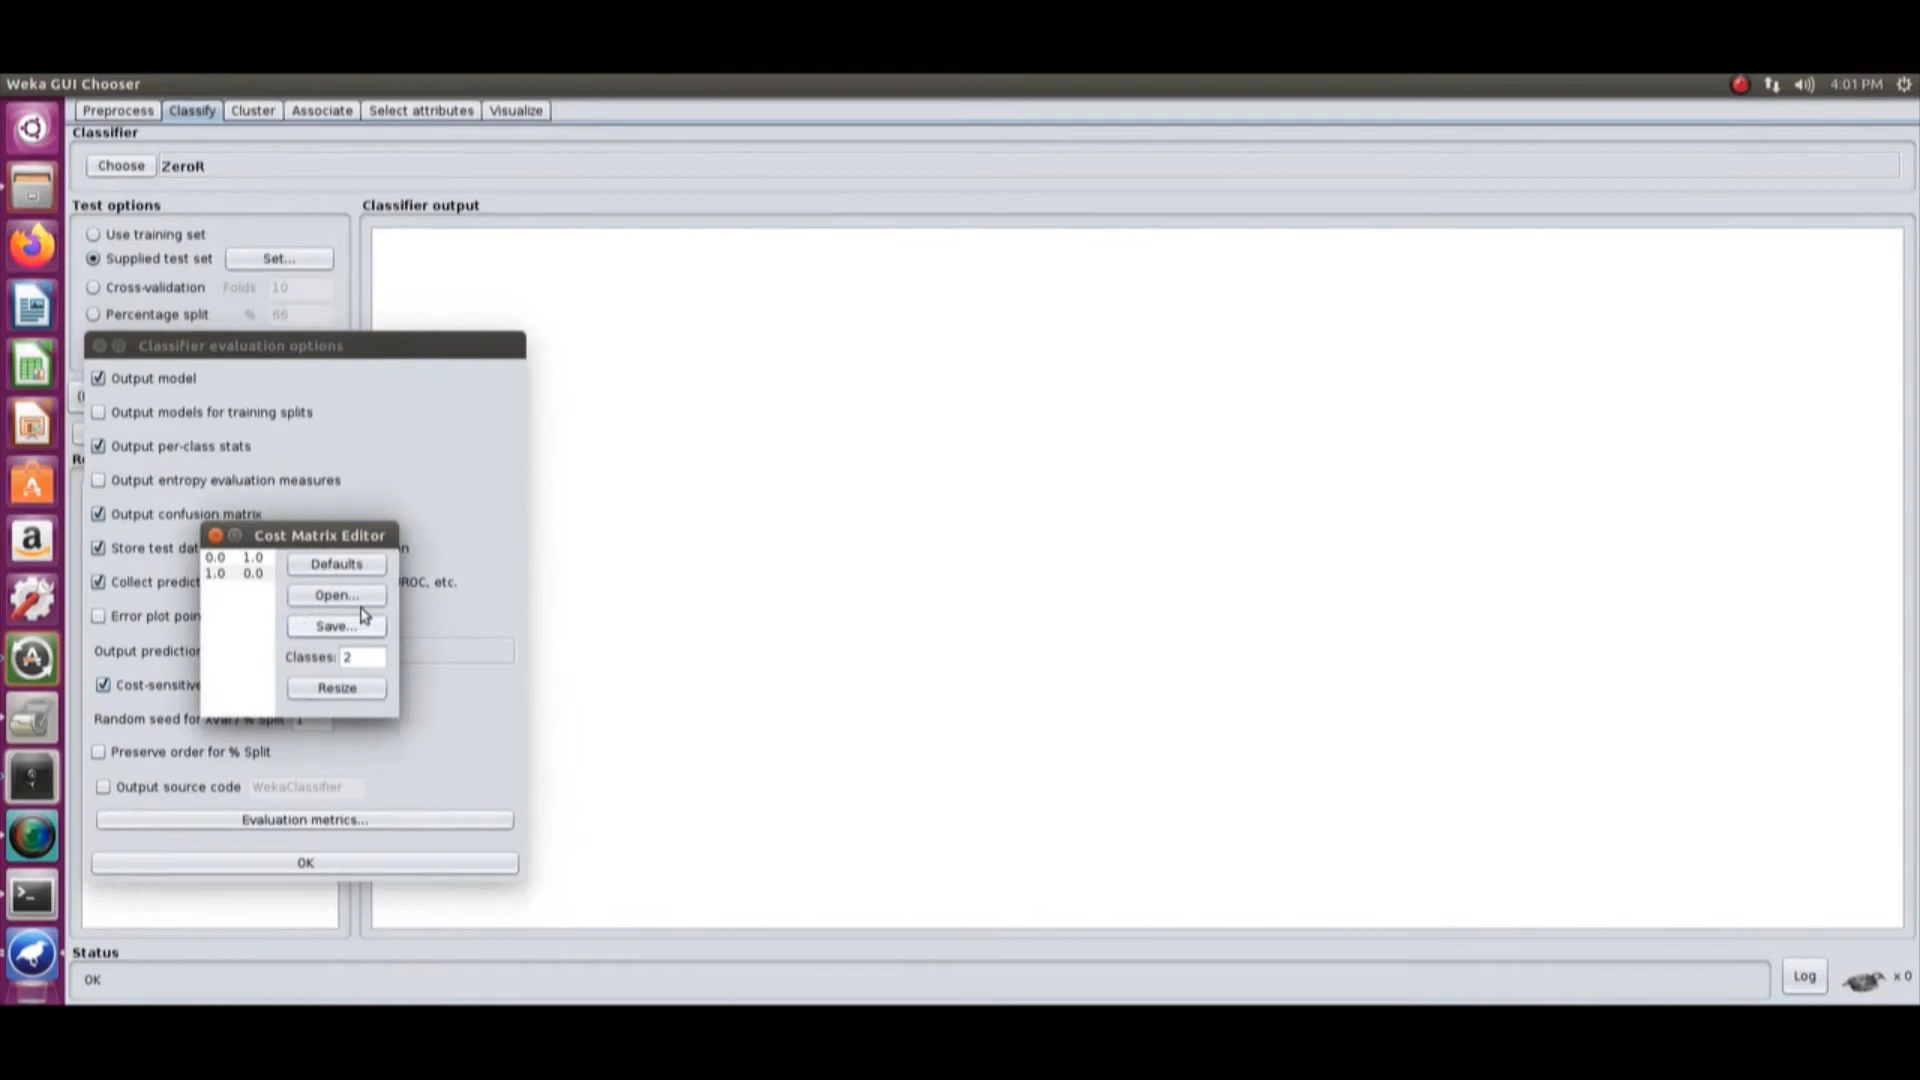 Weka GUI Chooser
4:01 PM
Preprocess Classify Cluster Associate Select attributes Visualize
Classifier
Choose ZeroR
Test options
Classifier output
Use training set
Supplied test set Set...
Cross-validation Folds 10
Percentage split % 66
Classifier evaluation options
Output model
Output models for training splits
Output per-class stats
Output entropy evaluation measures
Output confusion matrix
Cost Matrix Editor
Store test dat
0.0 1.0
1.0 0.0
Defaults
Collect predict
ROC, etc.
Open...
Error plot poin
Save...
Output prediction
Classes: 2
Cost-sensitive
Resize
Random seed for XVal / % Split 1
Preserve order for % Split
Output source code WekaClassifier
Evaluation metrics...
OK
Status
OK
Log
x 0